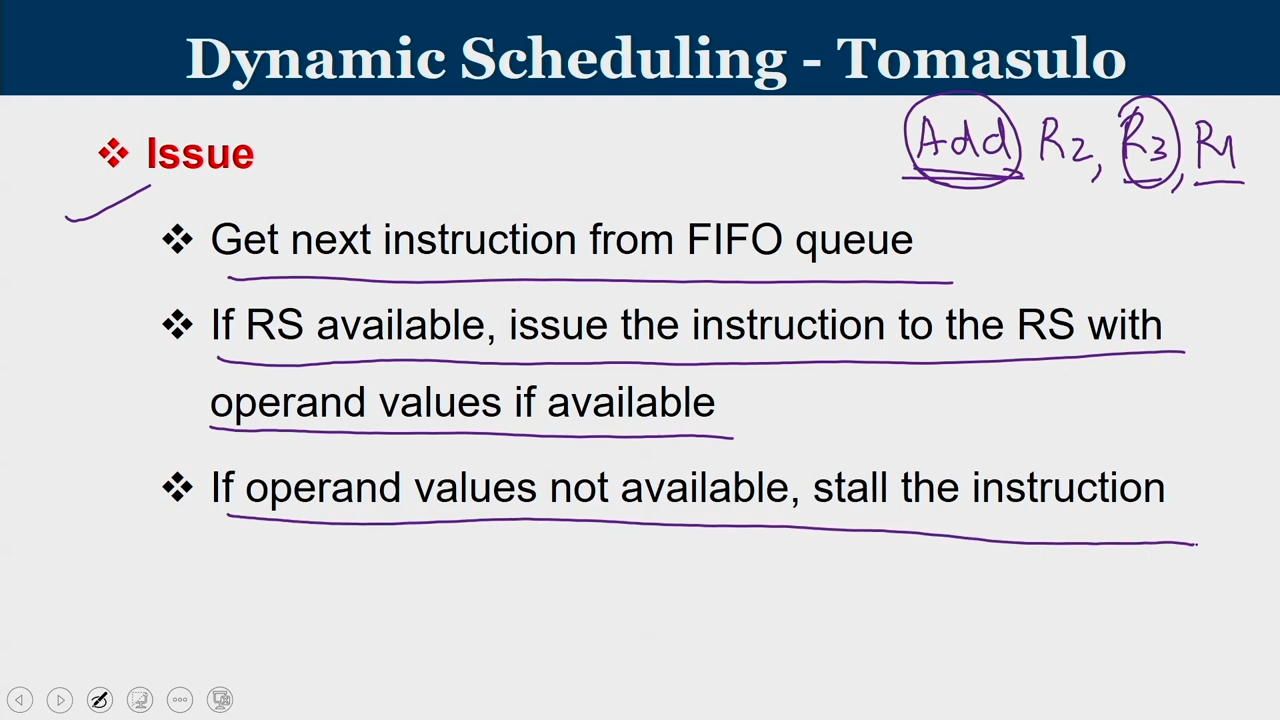 Dynamic Scheduling - Tomasulo
Add R2, R3, R1
Issue
Get next instruction from FIFO queue
If RS available, issue the instruction to the RS with
operand values if available
If operand values not available, stall the instruction